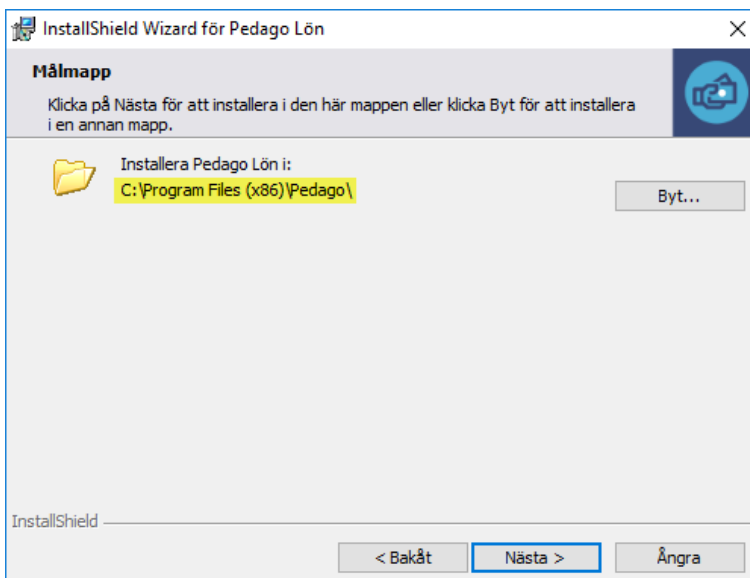 InstallShield Wizard för Pedago Lön
Målmapp
Klicka på Nästa för att installera i den här mappen eller klicka Byt för att installera
i en annan mapp.
Installera Pedago Lön i:
C:\Program Files (x86)\Pedago\
Byt...
InstallShield
< Bakåt
Nästa >
Ångra